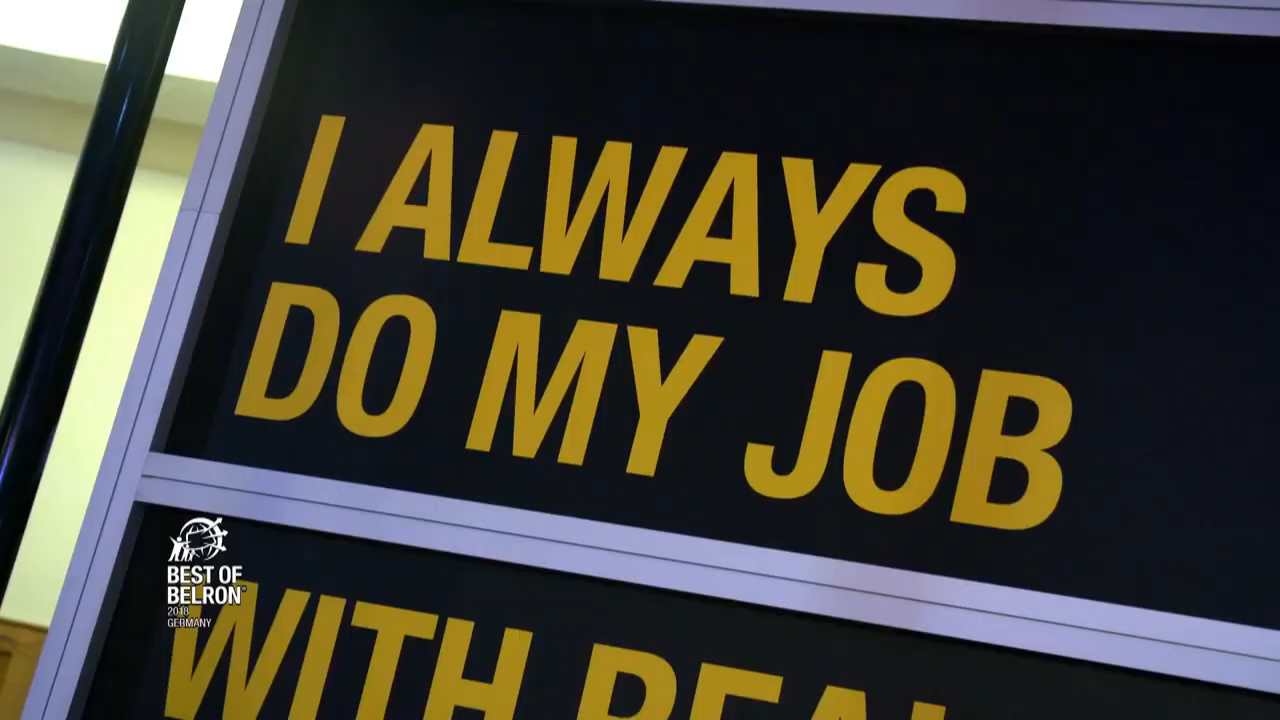 I ALWAYS
DO MY JOB
WITH
BEST OF
BELRON®
2018
GERMANY